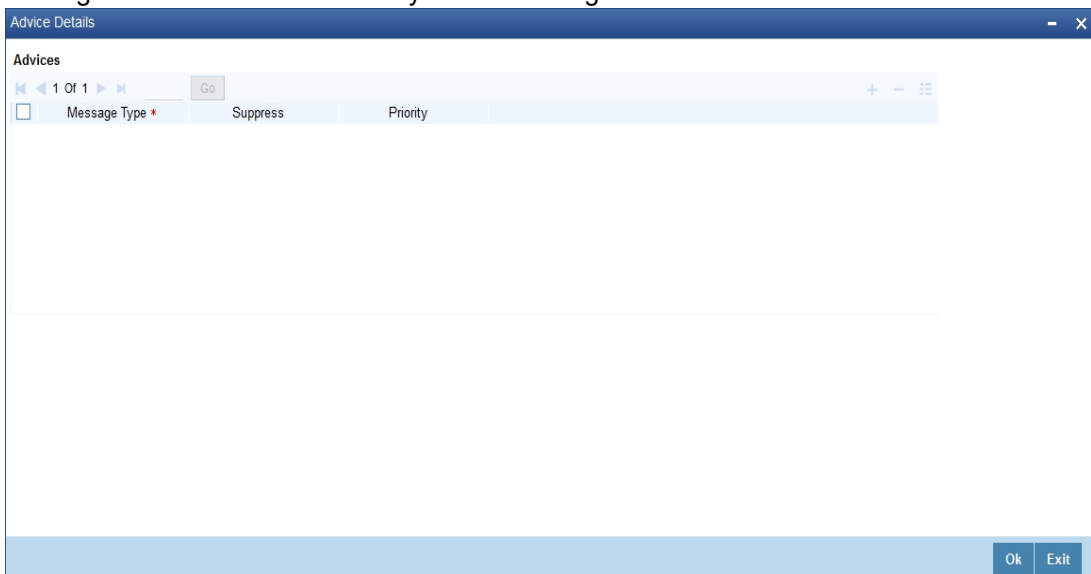 Advice Details
Advices
1 Of 1 Go
Message Type * Suppress Priority
Ok Exit